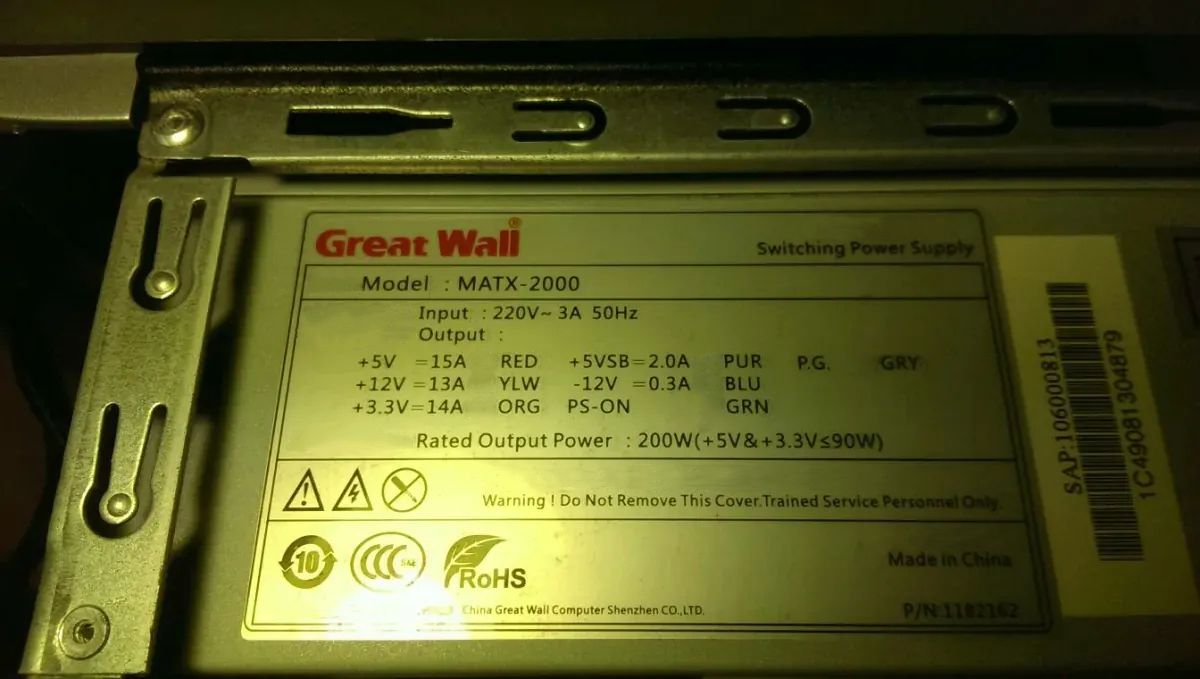 Great Wall®
Switching Power Supply
Model : MATX-2000
Input : 220V~ 3A 50Hz
Output :
+5V =15A RED +5VSB=2.0A PUR P.G. GRY
+12V =13A YLW -12V =0.3A BLU
+3.3V=14A ORG PS-ON GRN
Rated Output Power : 200W(+5V&+3.3V≤90W)
Warning ! Do Not Remove This Cover.Trained Service Personnel Only.
10 CCC S&E RoHS
Made in China
China Great Wall Computer Shenzhen CO.,LTD.
P/N:1182162
SAP:106000813
1C49081304879